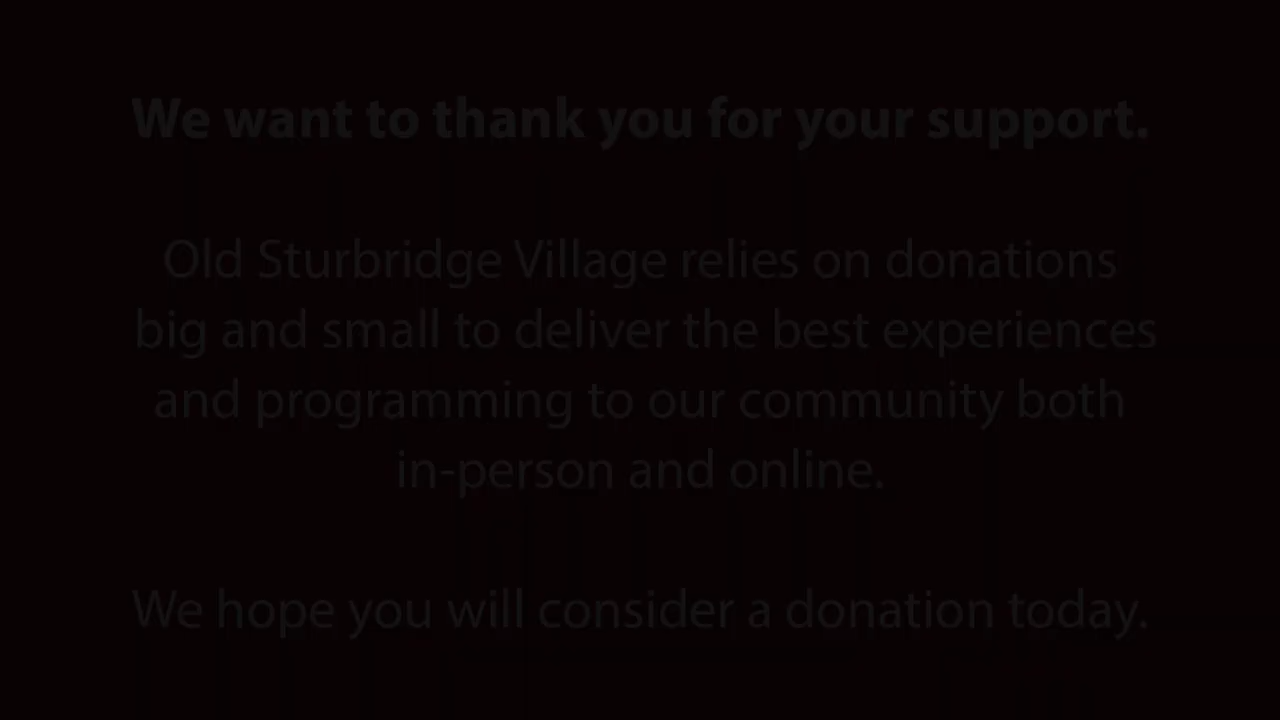 We want to thank you for your support.
Old Sturbridge Village relies on donations
big and small to deliver the best experiences
and programming to our community both
in-person and online.
We hope you will consider a donation today.